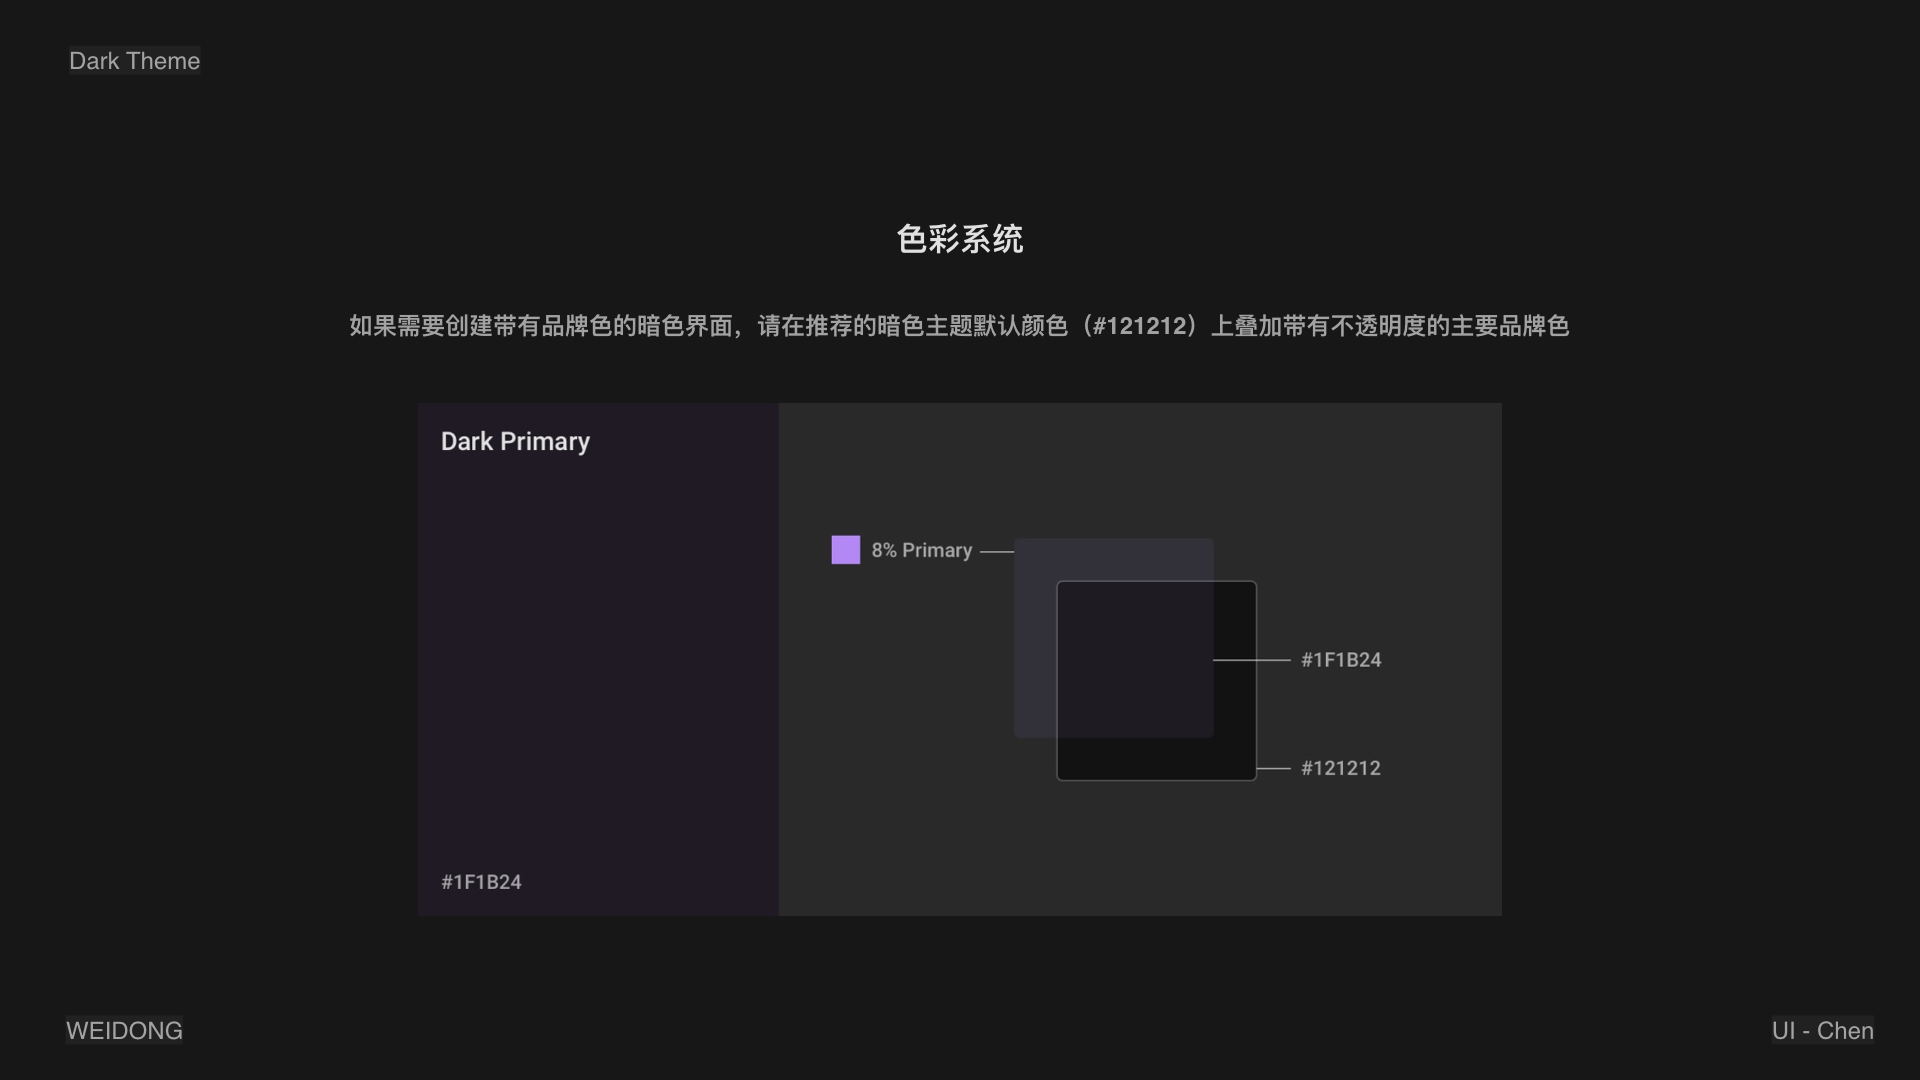 Dark Theme
色彩系统
如果需要创建带有品牌色的暗色界面，请在推荐的暗色主题默认颜色（#121212）上叠加带有不透明度的主要品牌色
Dark Primary
8% Primary
#1F1B24
#121212
#1F1B24
WEIDONG
UI - Chen